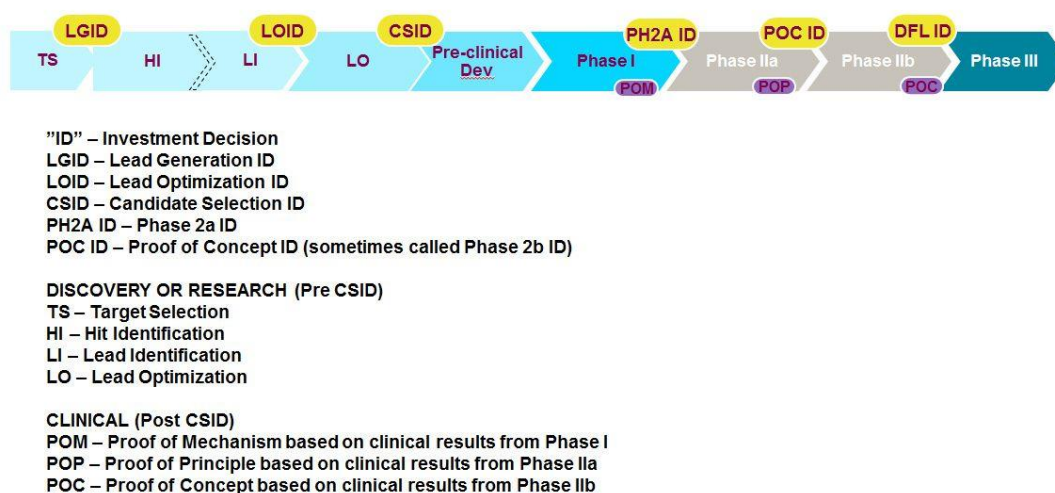 LGID
LOID
CSID
PH2A ID
POC ID
DFL ID
TS
HI
LI
LO
Pre-clinical
Dev
Phase I
Phase IIa
Phase IIb
Phase III
POM
POP
POC
”ID” – Investment Decision
LGID – Lead Generation ID
LOID – Lead Optimization ID
CSID – Candidate Selection ID
PH2A ID – Phase 2a ID
POC ID – Proof of Concept ID (sometimes called Phase 2b ID)
DISCOVERY OR RESEARCH (Pre CSID)
TS – Target Selection
HI – Hit Identification
LI – Lead Identification
LO – Lead Optimization
CLINICAL (Post CSID)
POM – Proof of Mechanism based on clinical results from Phase I
POP – Proof of Principle based on clinical results from Phase IIa
POC – Proof of Concept based on clinical results from Phase IIb